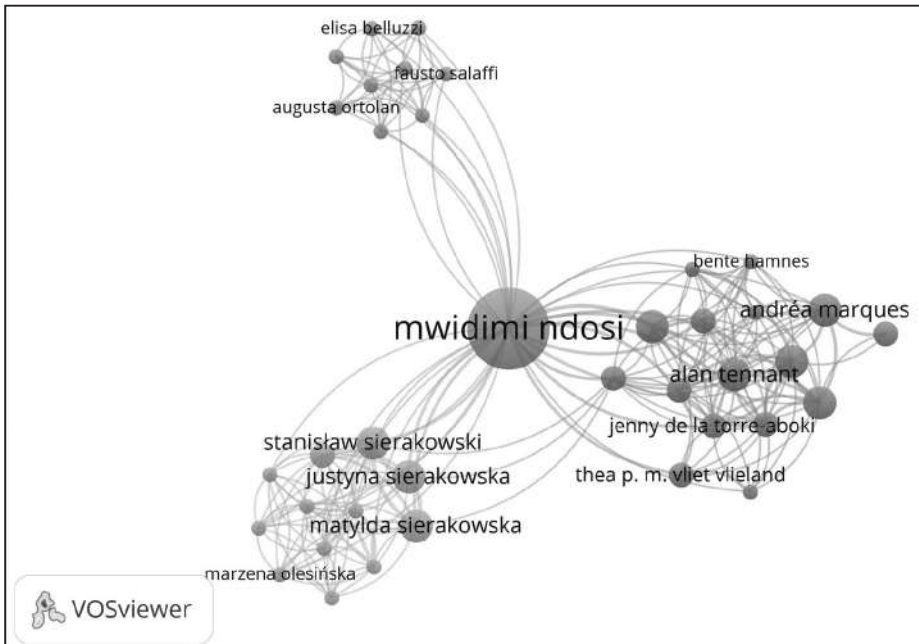 elisa belluzzi
fausto salaffi
augusta ortolan
bente hamnes
andréa marques
mwidimi ndosi
alan tennant
jenny de la torre-aboki
stanisław sierakowski
justyna sierakowska
thea p. m. vliet vlieland
matylda sierakowska
marzena olesińska
VOSviewer